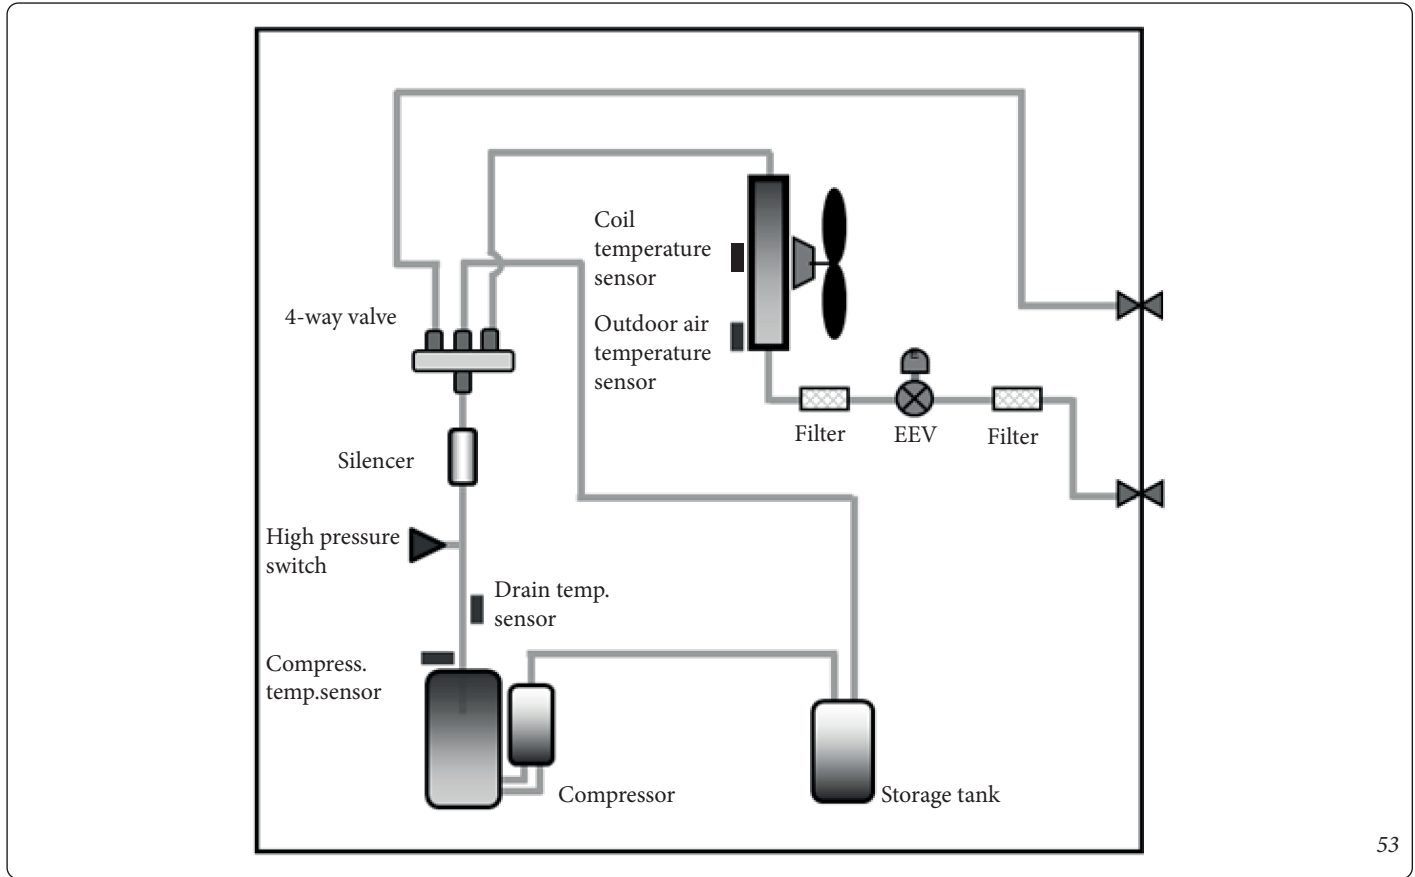 Coil
temperature
sensor
4-way valve
Outdoor air
temperature
sensor
E
Filter
EEV
Filter
Silencer
High pressure
switch
Drain temp.
sensor
Compress.
temp.sensor
Compressor
Storage tank
53